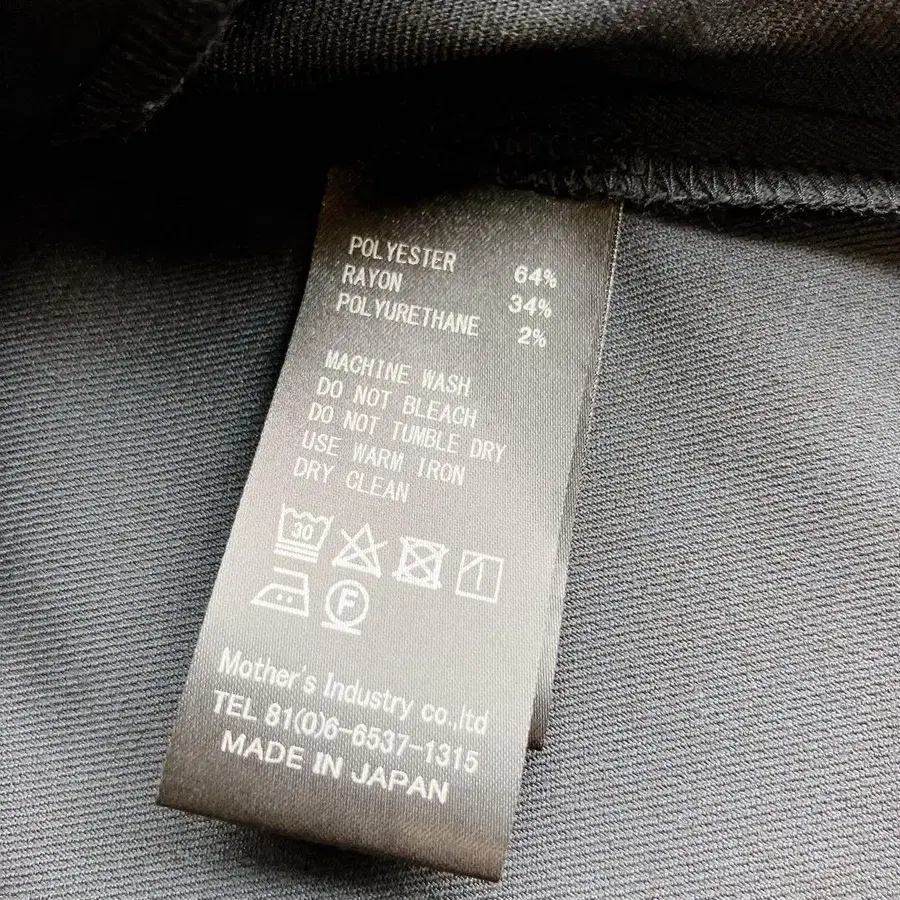 POLYESTER 64%
RAYON 34%
POLYURETHANE 2%
MACHINE WASH
DO NOT BLEACH
DO NOT TUMBLE DRY
USE WARM IRON
DRY CLEAN
30
F
Mother's Industry co.,ltd
TEL 81(0)6-6537-1315
MADE IN JAPAN